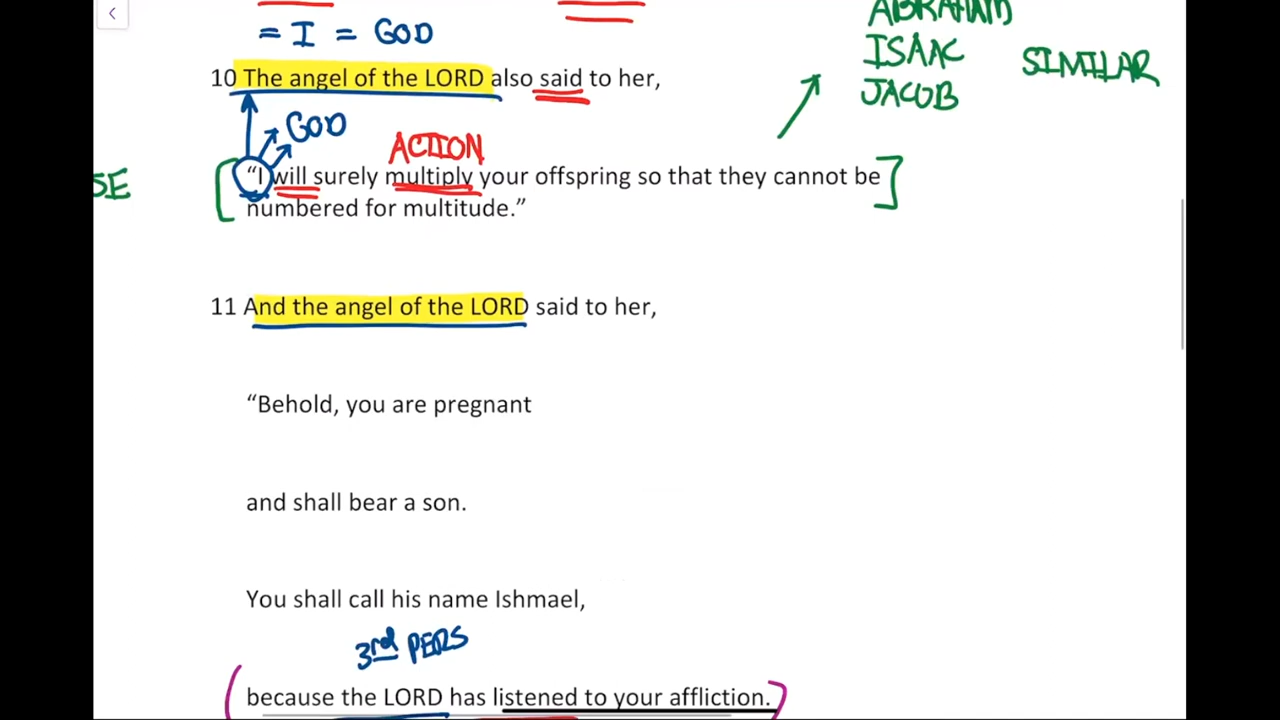 ABRAHAM
= I = GOD
ISAAC SIMILAR
10 The angel of the LORD also said to her,
JACOB
GOD
ACTION
SE “I will surely multiply your offspring so that they cannot be
numbered for multitude.”
11 And the angel of the LORD said to her,
“Behold, you are pregnant
and shall bear a son.
You shall call his name Ishmael,
3rd PERS
because the LORD has listened to your affliction.